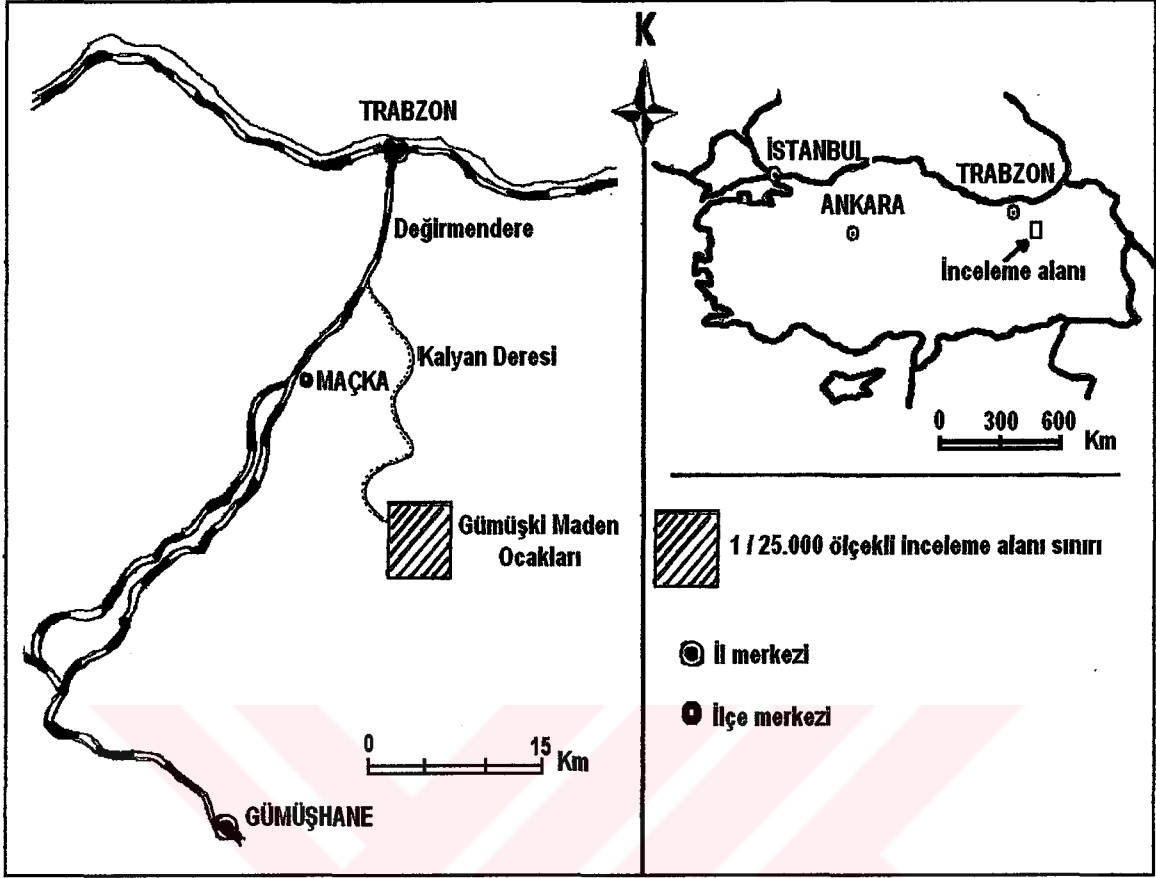 TRABZON
Değirmendere
Kalyan Deresi
MAÇKA
Gümüşki Maden
Ocakları
0 15 Km
GÜMÜŞHANE
K
İSTANBUL
TRABZON
ANKARA
İnceleme alanı
0 300 600 Km
1 / 25.000 ölçekli inceleme alanı sınırı
İl merkezi
İlçe merkezi